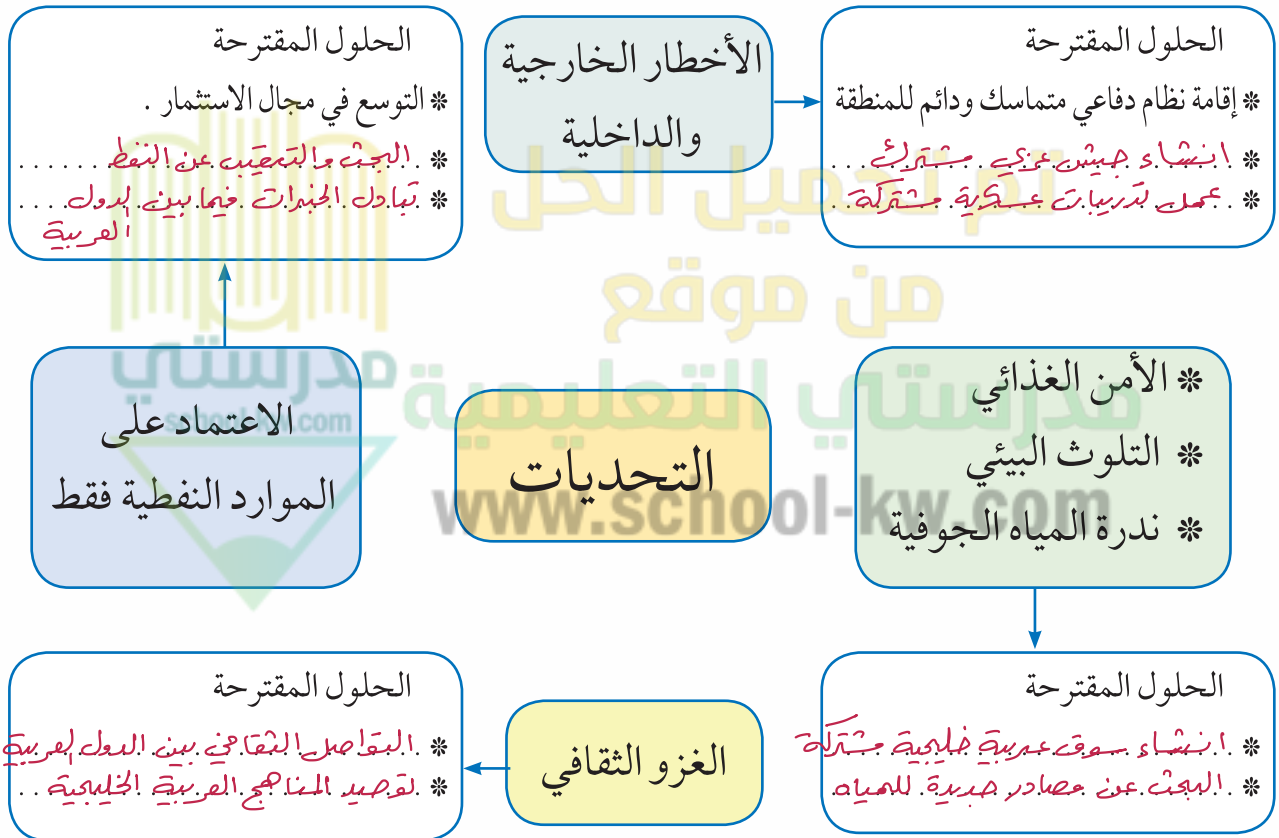 الأخطار الخارجية
والداخلية
الحلول المقترحة
* إقامة نظام دفاعي متماسك ودائم للمنطقة
* انشاء جيش عربي مشترك
* عمل تدريبات عسكرية مشتركة
الحلول المقترحة
* التوسع في مجال الاستثمار .
* البحث والتنقيب عن النفط
* تبادل الخبرات فيما بين الدول
العربية
تم تحميل الحل
من موقع
مدرستي التعليمية
www.school-kw.com
مدرستي
school-kw.com
* الأمن الغذائي
* التلوث البيئي
* ندرة المياه الجوفية
التحديات
الاعتماد على
الموارد النفطية فقط
الحلول المقترحة
* انشاء سوق عربية خليجية مشتركة
* البحث عن مصادر جديدة للمياه
الغزو الثقافي
الحلول المقترحة
* التواصل الثقافي بين الدول العربية
* توحيد المناهج العربية الخليجية